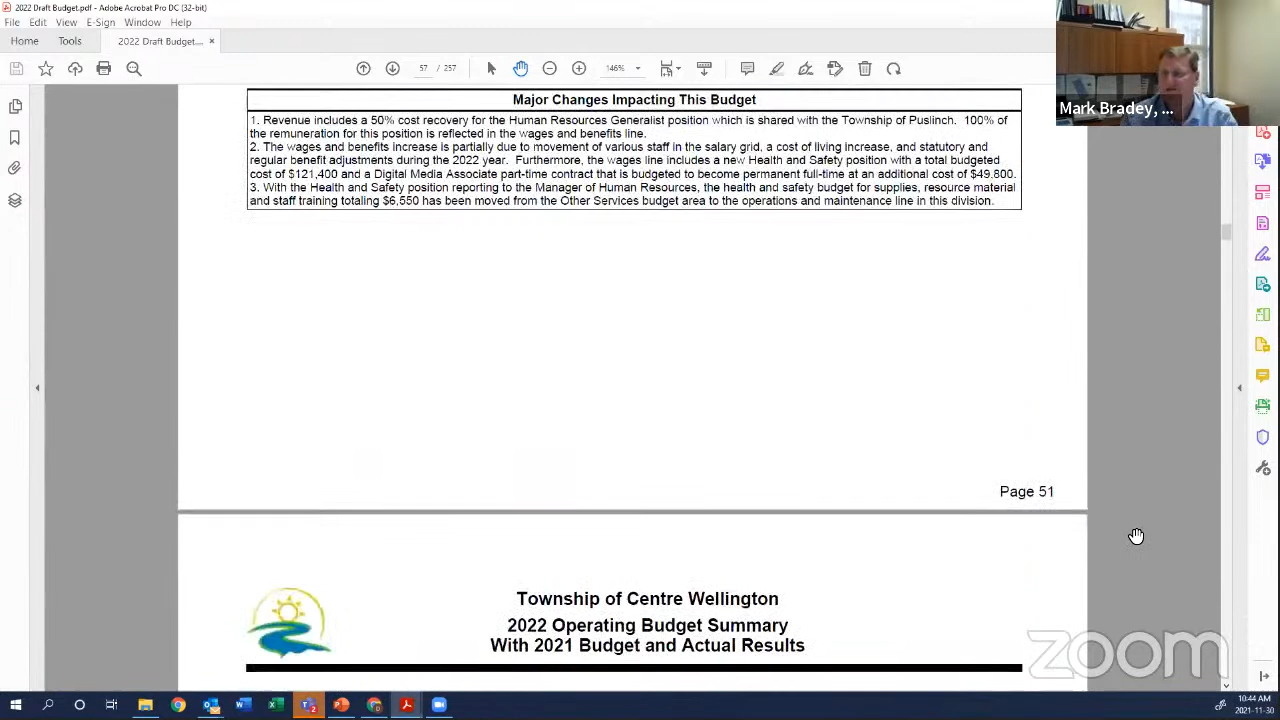 2022 Draft Budget.pdf - Adobe Acrobat Pro DC (32-bit)
File Edit View E-Sign Window Help
Home Tools 2022 Draft Budget... ×
57 / 257 146%
Mark Bradey, ...
Major Changes Impacting This Budget
1. Revenue includes a 50% cost recovery for the Human Resources Generalist position which is shared with the Township of Puslinch. 100% of
the remuneration for this position is reflected in the wages and benefits line.
2. The wages and benefits increase is partially due to movement of various staff in the salary grid, a cost of living increase, and statutory and
regular benefit adjustments during the 2022 year. Furthermore, the wages line includes a new Health and Safety position with a total budgeted
cost of $121,400 and a Digital Media Associate part-time contract that is budgeted to become permanent full-time at an additional cost of $49.800.
3. With the Health and Safety position reporting to the Manager of Human Resources, the health and safety budget for supplies, resource material
and staff training totaling $6,550 has been moved from the Other Services budget area to the operations and maintenance line in this division.
Page 51
Township of Centre Wellington
2022 Operating Budget Summary
With 2021 Budget and Actual Results
zoom
10:44 AM
2021-11-30